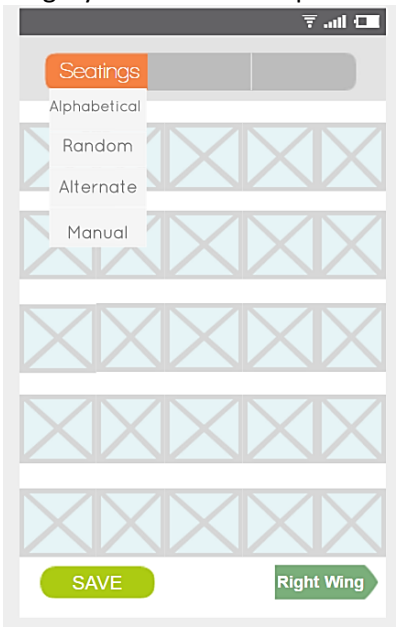 Seatings
Alphabetical
Random
Alternate
Manual
SAVE
Right Wing